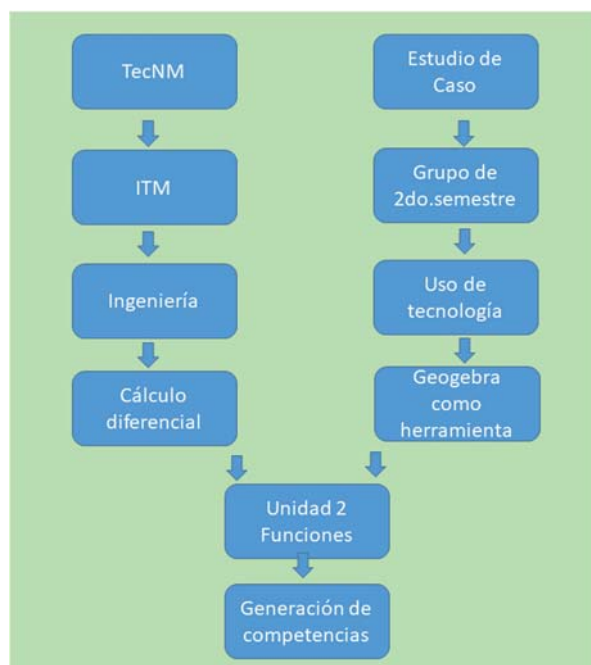 TecNM
ITM
Ingeniería
Cálculo
diferencial
Estudio de
Caso
Grupo de
2do.semestre
Uso de
tecnología
Geogebra
como
herramienta
Unidad 2
Funciones
Generación de
competencias